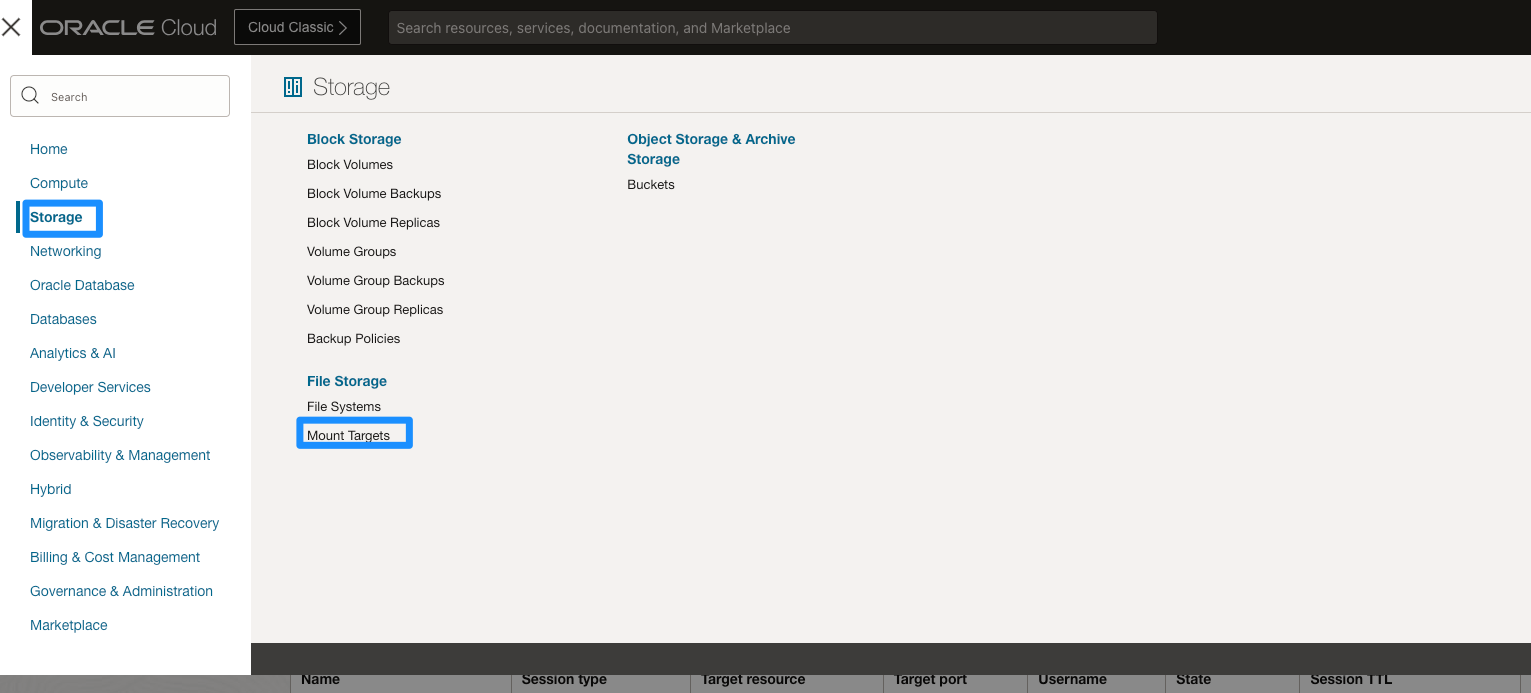 ORACLE Cloud
Cloud Classic
Search resources, services, documentation, and Marketplace
Search
Home
Compute
Storage
Networking
Oracle Database
Databases
Analytics & AI
Developer Services
Identity & Security
Observability & Management
Hybrid
Migration & Disaster Recovery
Billing & Cost Management
Governance & Administration
Marketplace
Storage
Block Storage
Block Volumes
Block Volume Backups
Block Volume Replicas
Volume Groups
Volume Group Backups
Volume Group Replicas
Backup Policies
File Storage
File Systems
Mount Targets
Object Storage & Archive
Storage
Buckets
Name Session type Target resource Target port Username State Session TTL